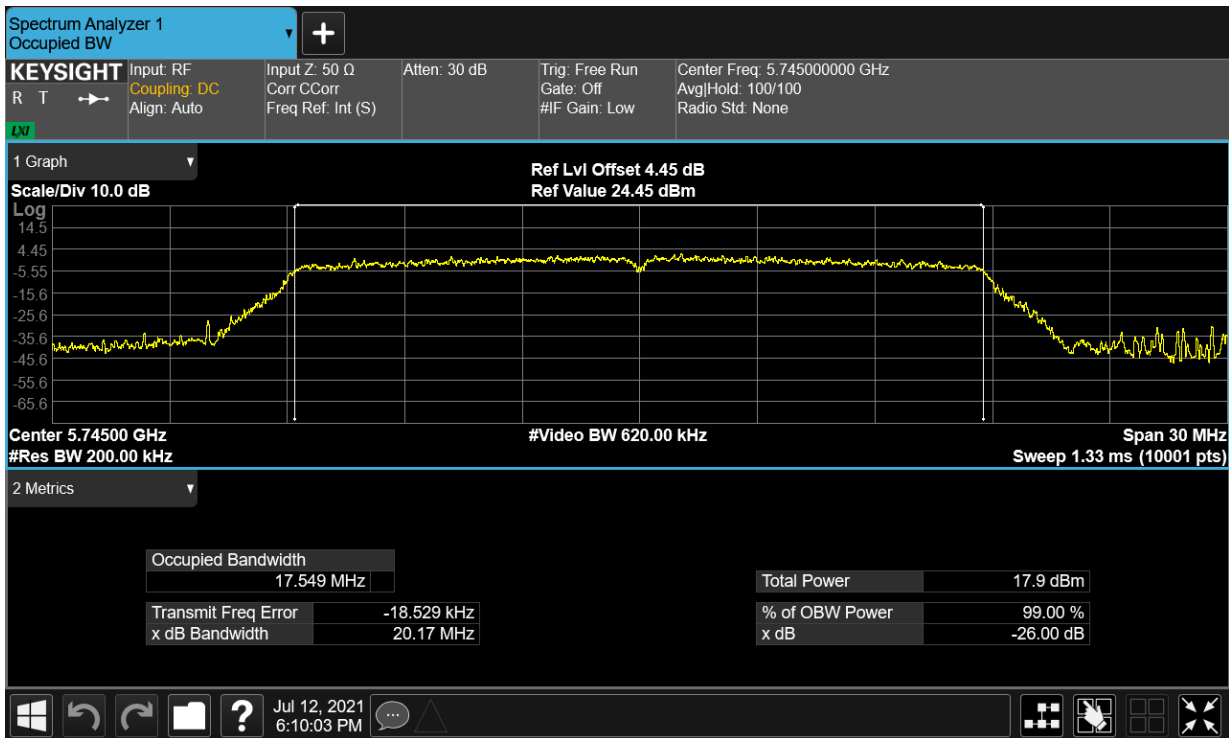 Spectrum Analyzer 1
Occupied BW
+
KEYSIGHT
R T
LXI
Input: RF
Coupling: DC
Align: Auto
Input Z: 50 Ω
Corr CCorr
Freq Ref: Int (S)
Atten: 30 dB
Trig: Free Run
Gate: Off
#IF Gain: Low
Center Freq: 5.745000000 GHz
Avg|Hold: 100/100
Radio Std: None
1 Graph
Scale/Div 10.0 dB
Ref Lvl Offset 4.45 dB
Ref Value 24.45 dBm
Log
14.5
4.45
-5.55
-15.6
-25.6
-35.6
-45.6
-55.6
-65.6
Center 5.74500 GHz
#Res BW 200.00 kHz
#Video BW 620.00 kHz
Span 30 MHz
Sweep 1.33 ms (10001 pts)
2 Metrics
Occupied Bandwidth
17.549 MHz
Transmit Freq Error -18.529 kHz
x dB Bandwidth 20.17 MHz
Total Power 17.9 dBm
% of OBW Power 99.00 %
x dB -26.00 dB
?
Jul 12, 2021
6:10:03 PM